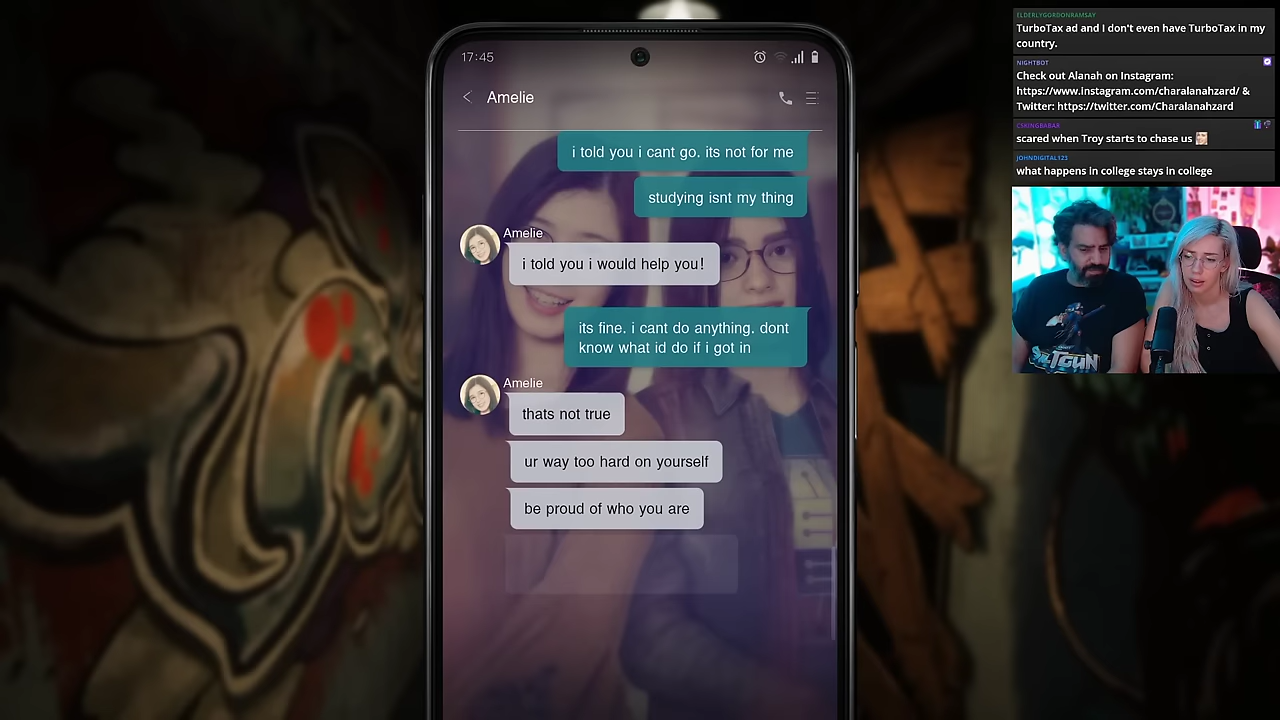 17:45
Amelie
i told you i cant go. its not for me
studying isnt my thing
Amelie
i told you i would help you!
its fine. i cant do anything. dont
know what id do if i got in
Amelie
thats not true
ur way too hard on yourself
be proud of who you are
ELDERLYGORDONRAMSAY
TurboTax ad and I don't even have TurboTax in my
country.
NIGHTBOT
Check out Alanah on Instagram:
https://www.instagram.com/charalanahzard/ &
Twitter: https://twitter.com/Charalanahzard
CSKINGBABAR
scared when Troy starts to chase us
JOHNDIGITAL123
what happens in college stays in college